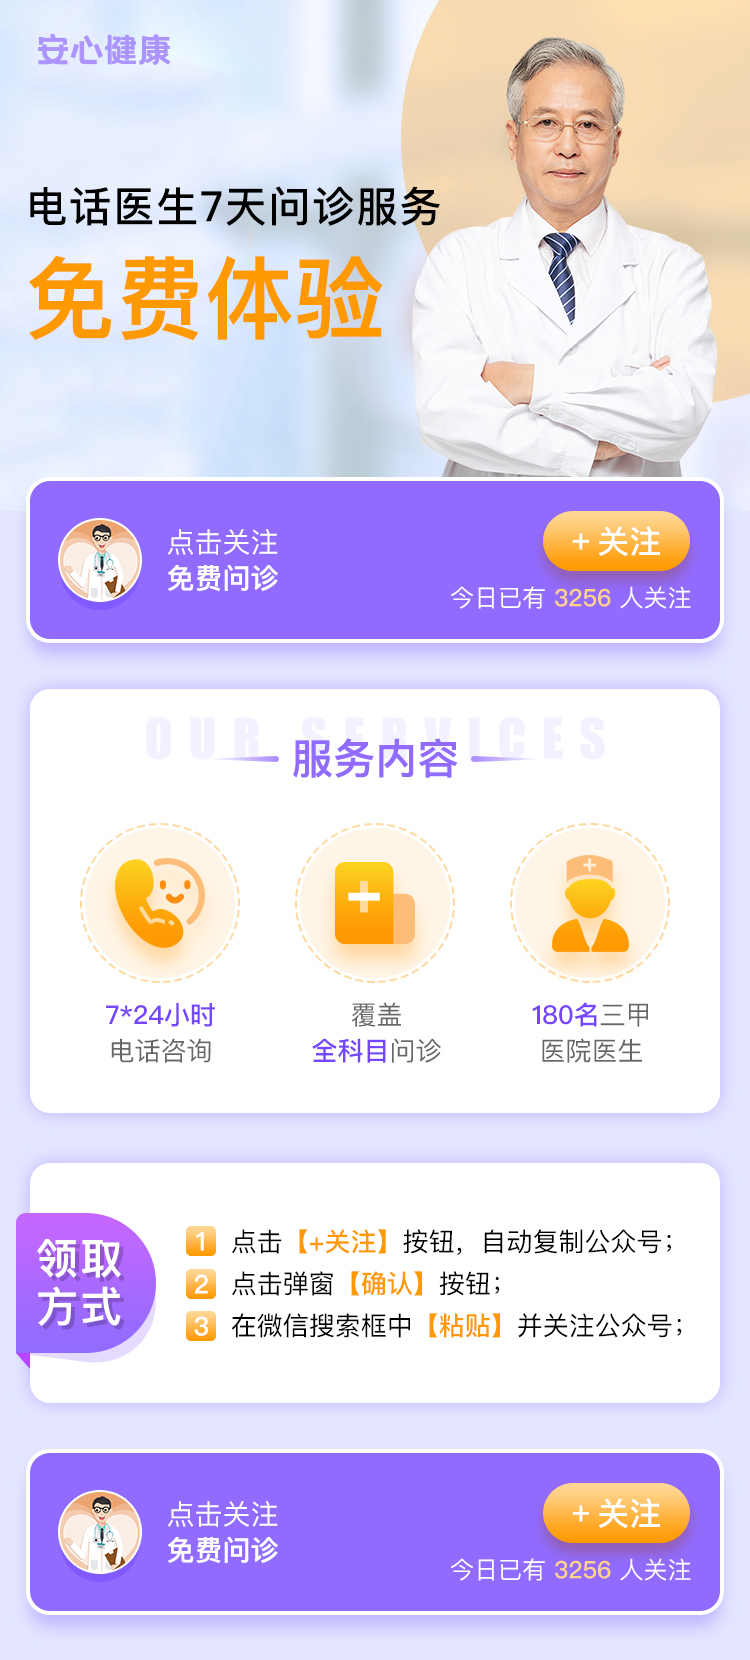 安心健康
电话医生7天问诊服务
免费体验
点击关注
免费问诊
+ 关注
今日已有 3256 人关注
OUR SERVICES
服务内容
7*24小时
电话咨询
覆盖
全科目问诊
180名三甲
医院医生
领取
方式
1 点击【+关注】按钮，自动复制公众号；
2 点击弹窗【确认】按钮；
3 在微信搜索框中【粘贴】并关注公众号；
点击关注
免费问诊
+ 关注
今日已有 3256 人关注